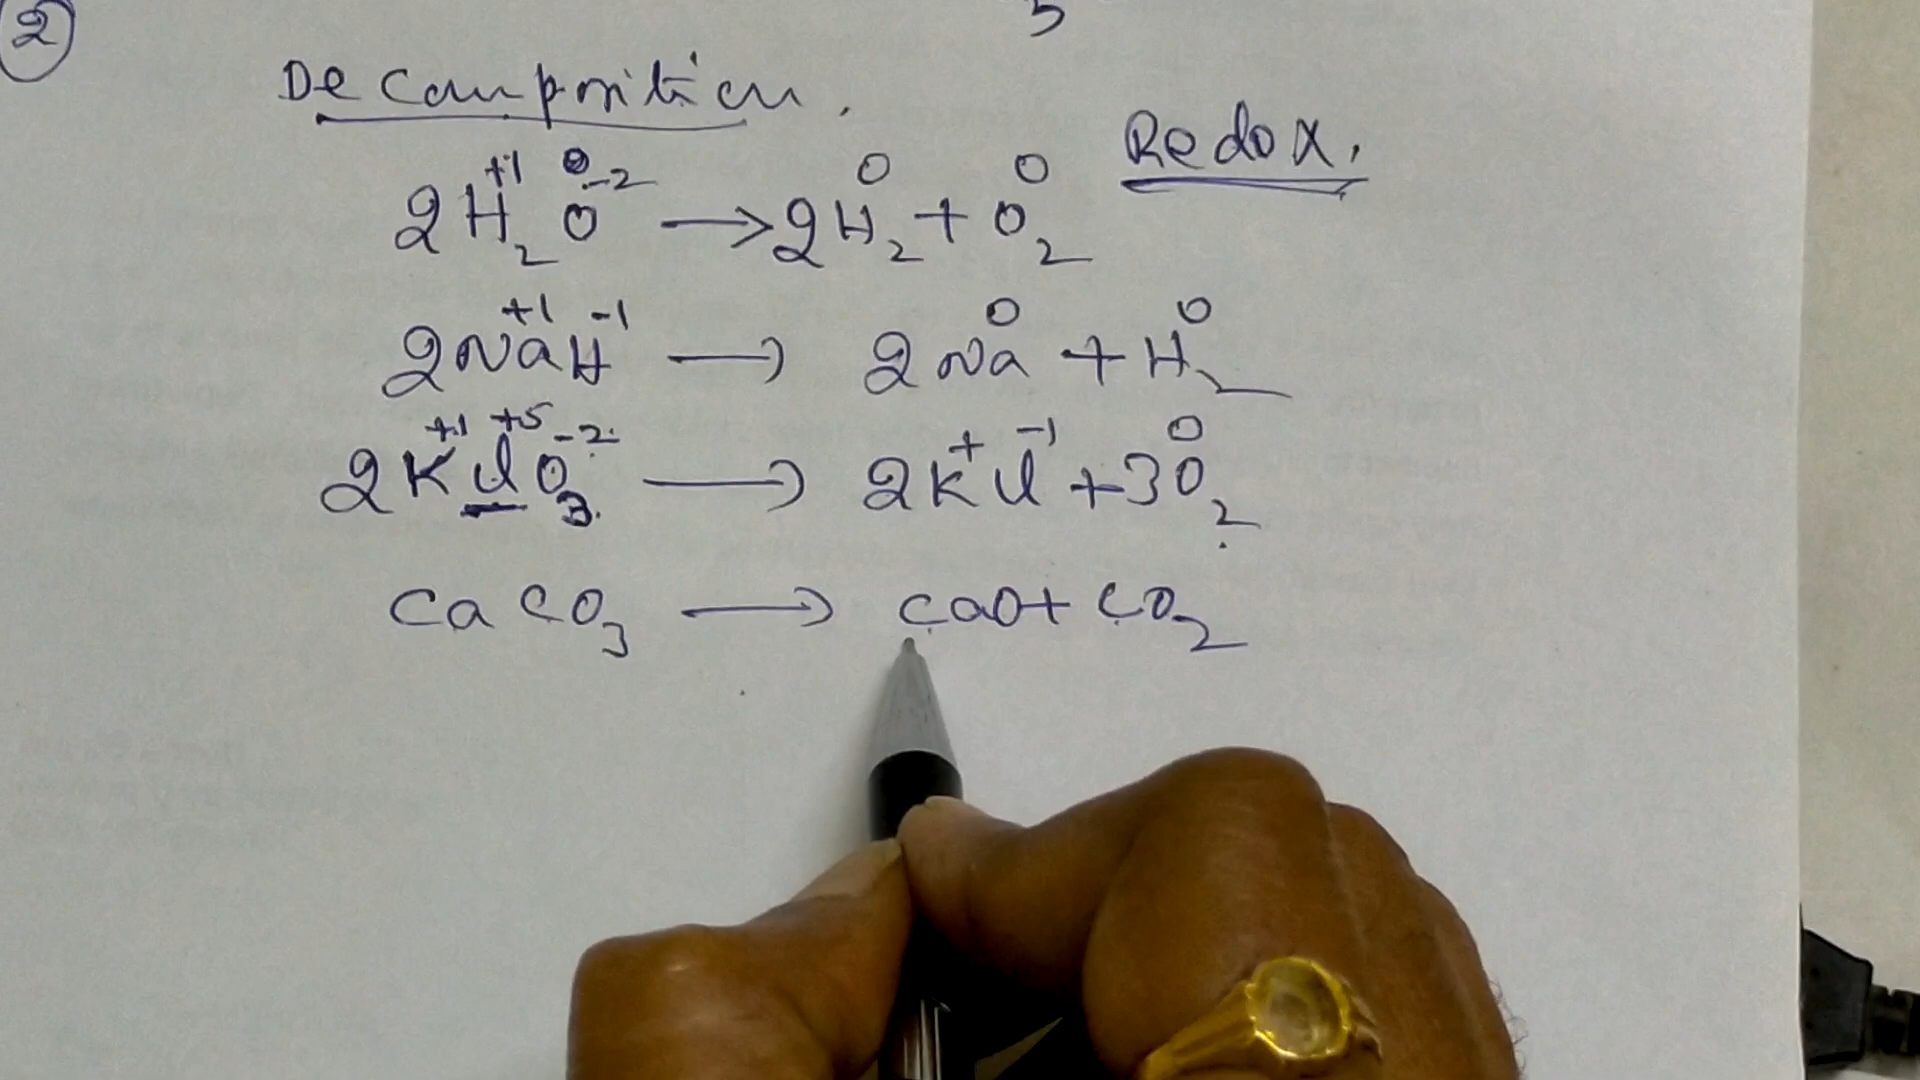 2
5
Decomposition.
Redox.
+1 -2 0 0
2H₂O → 2H₂ + O₂
+1 -1 0 0
2NaH → 2Na + H₂
+1 +5 -2 + -1 0
2KClO₃ → 2KCl + 3O₂
CaCO₃ → CaO + CO₂